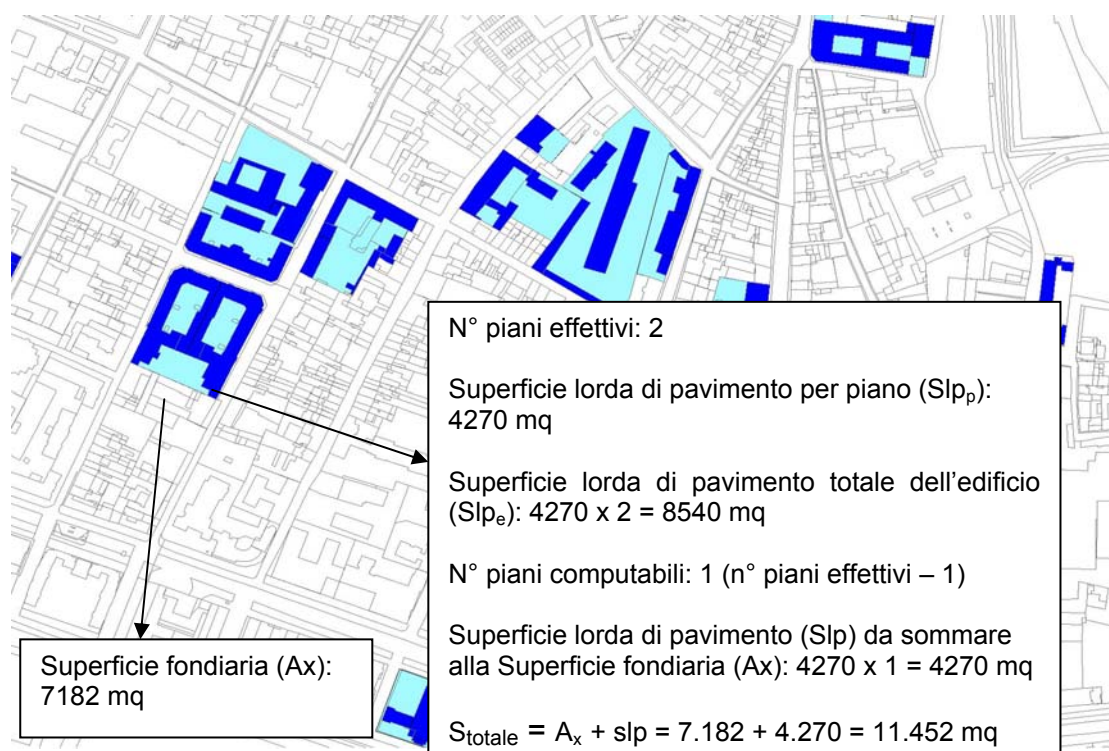 N° piani effettivi: 2
Superficie lorda di pavimento per piano (Slpₚ):
4270 mq
Superficie lorda di pavimento totale dell’edificio
(Slpₑ): 4270 x 2 = 8540 mq
N° piani computabili: 1 (n° piani effettivi – 1)
Superficie lorda di pavimento (Slp) da sommare
alla Superficie fondiaria (Ax): 4270 x 1 = 4270 mq
Sₜₒₜₐₗₑ = Aₓ + slp = 7.182 + 4.270 = 11.452 mq
Superficie fondiaria (Ax):
7182 mq